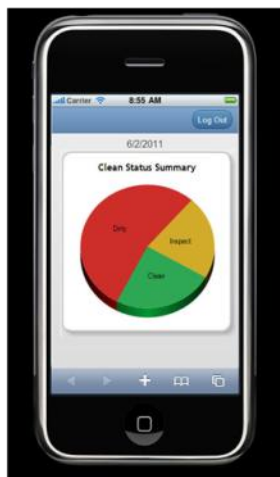 Carrier 8:55 AM
Log Out
6/2/2011
Clean Status Summary
Dirty
Inspect
Clean